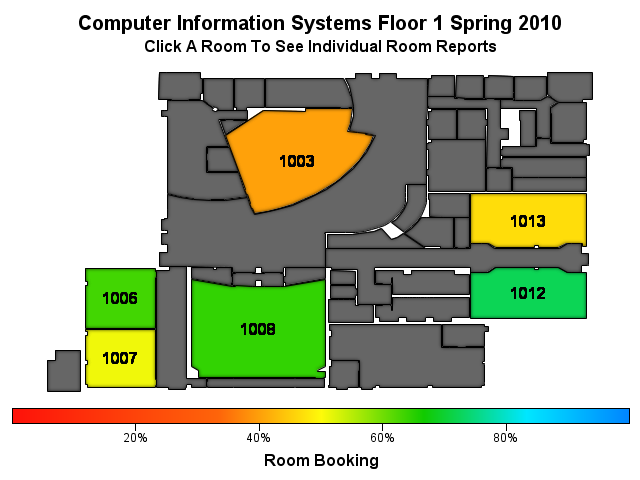 Computer Information Systems Floor 1 Spring 2010
Click A Room To See Individual Room Reports
1003
1013
1006
1012
1008
1007
20% 40% 60% 80%
Room Booking